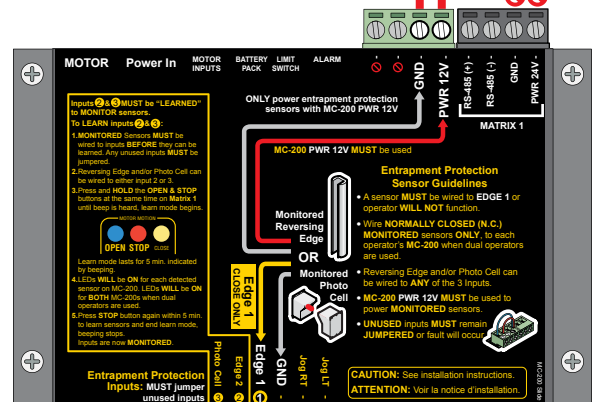 MOTOR
Power In
MOTOR
INPUTS
BATTERY
PACK
LIMIT
SWITCH
ALARM
GND -
PWR 12V -
RS-485 (+) -
RS-485 (-) -
GND -
PWR 24V -
MATRIX 1
ONLY power entrapment protection
sensors with MC-200 PWR 12V
MC-200 PWR 12V MUST be used
Inputs 2 & 3 MUST be “LEARNED”
to MONITOR sensors.
To LEARN inputs 2 & 3:
1. MONITORED Sensors MUST be
wired to inputs BEFORE they can be
learned. Any unused inputs MUST be
jumpered.
2. Reversing Edge and/or Photo Cell can
be wired to either input 2 or 3.
3. Press and HOLD the OPEN & STOP
buttons at the same time on Matrix 1
until beep is heard, learn mode begins.
MOTOR MOTION
OPEN STOP CLOSE
Learn mode lasts for 5 min. indicated
by beeping.
4. LEDs WILL be ON for each detected
sensor on MC-200. LEDs WILL be ON
for BOTH MC-200s when dual
operators are used.
5. Press STOP button again within 5 min.
to learn sensors and end learn mode,
beeping stops.
Inputs are now MONITORED.
Monitored
Reversing
Edge
OR
Monitored
Photo
Cell
Entrapment Protection
Sensor Guidelines
• A sensor MUST be wired to EDGE 1 or
operator WILL NOT function.
• Wire NORMALLY CLOSED (N.C.)
MONITORED sensors ONLY, to each
operator’s MC-200 when dual operators
are used.
• Reversing Edge and/or Photo Cell can
be wired to ANY of the 3 Inputs.
• MC-200 PWR 12V MUST be used to
power MONITORED sensors.
• UNUSED inputs MUST remain
JUMPERED or fault will occur.
EDGE 1
CLOSE ONLY
Entrapment Protection
Inputs: MUST jumper
unused inputs
Photo Cell 3
Edge 2 2
Edge 1 1
GND -
Jog RT -
Jog LT -
CAUTION: See installation instructions.
ATTENTION: Voir la notice d’installation.
MC-200 Slide